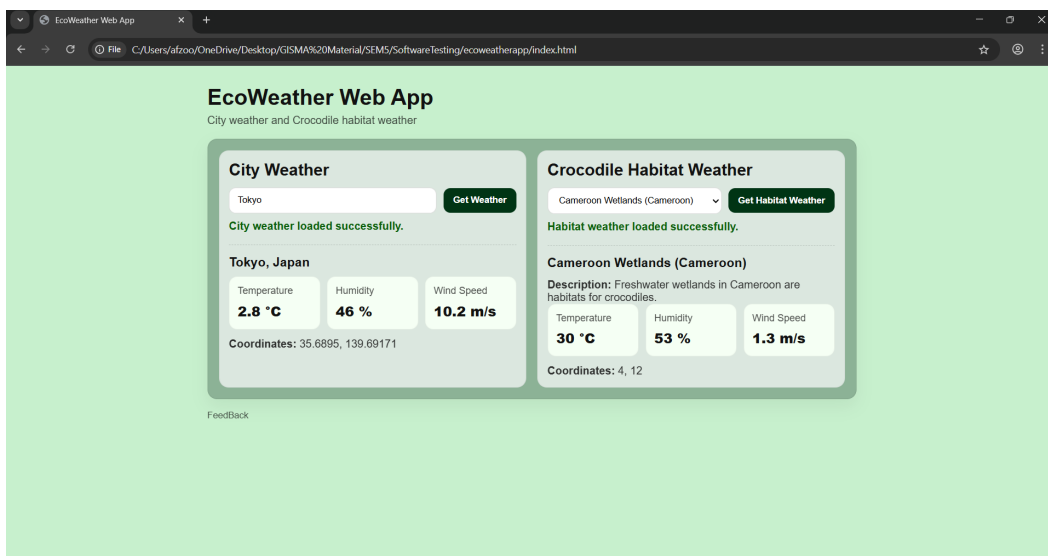 EcoWeather Web App
File C:/Users/afzoo/OneDrive/Desktop/GISMA%20Material/SEM5/SoftwareTesting/ecoweatherapp/index.html
EcoWeather Web App
City weather and Crocodile habitat weather
City Weather
Tokyo
Get Weather
City weather loaded successfully.
Tokyo, Japan
Temperature
2.8 °C
Humidity
46 %
Wind Speed
10.2 m/s
Coordinates: 35.6895, 139.69171
Crocodile Habitat Weather
Cameroon Wetlands (Cameroon)
Get Habitat Weather
Habitat weather loaded successfully.
Cameroon Wetlands (Cameroon)
Description: Freshwater wetlands in Cameroon are
habitats for crocodiles.
Temperature
30 °C
Humidity
53 %
Wind Speed
1.3 m/s
Coordinates: 4, 12
FeedBack